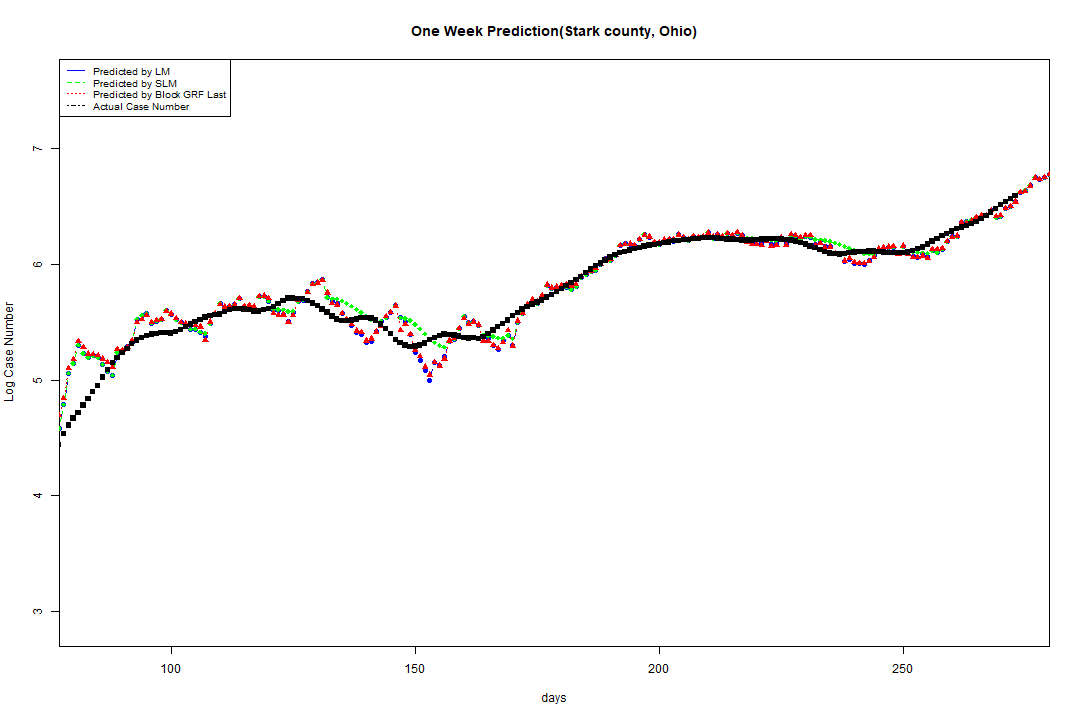 One Week Prediction(Stark county, Ohio)
Predicted by LM
Predicted by SLM
Predicted by Block GRF Last
Actual Case Number
Log Case Number
7
6
5
4
3
100 150 200 250
days